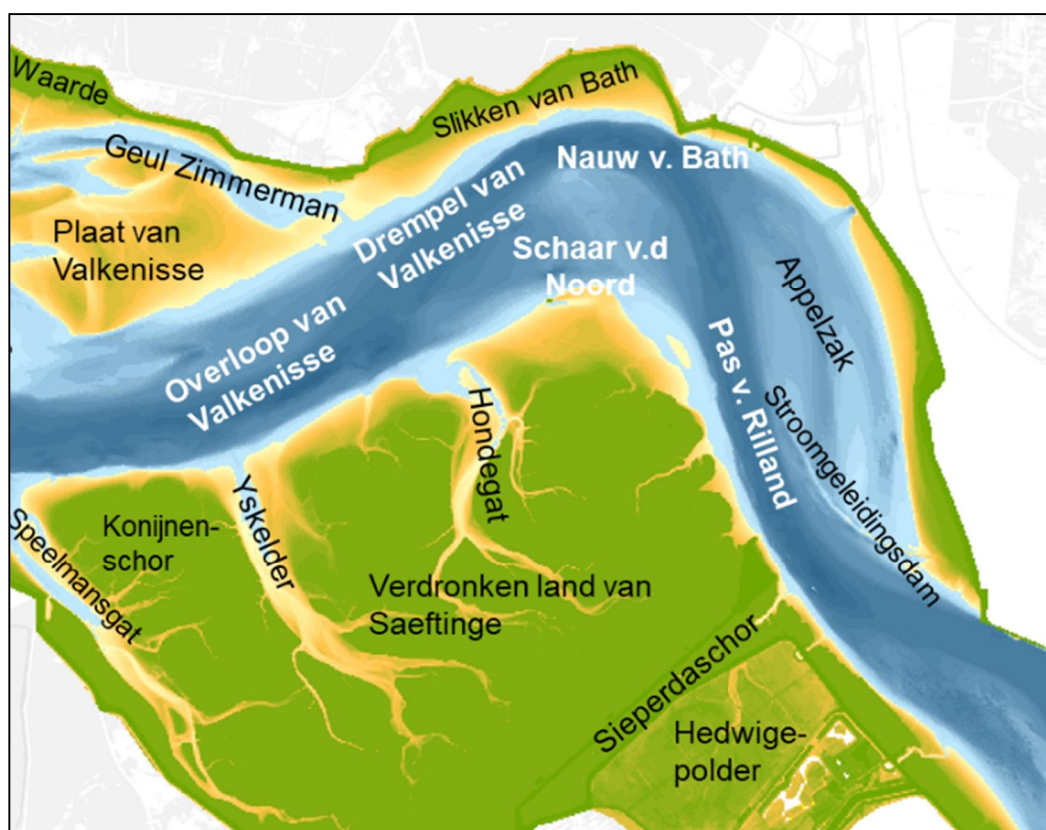 Waarde
Slikken van Bath
Geul Zimmerman
Nauw v. Bath
Drempel van
Valkenisse
Plaat van
Valkenisse
Schaar v.d
Noord
Appelzak
Overloop van
Valkenisse
Pas v. Rilland
Stroomgeleidingsdam
Hondegat
Yskelder
Konijnen-
schor
Speelmansgat
Verdronken land van
Saeftinge
Sieperdaschor
Hedwige-
polder